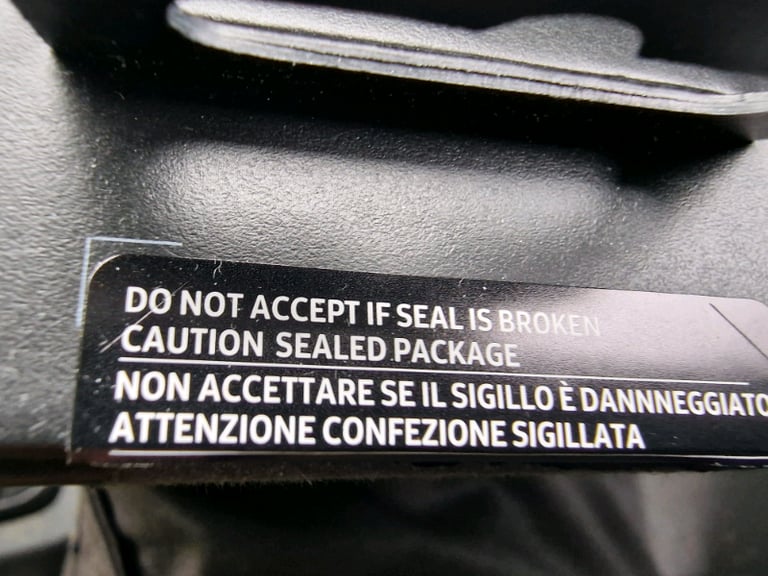 DO NOT ACCEPT IF SEAL IS BROKEN
CAUTION SEALED PACKAGE
NON ACCETTARE SE IL SIGILLO È DANNNEGGIATO
ATTENZIONE CONFEZIONE SIGILLATA